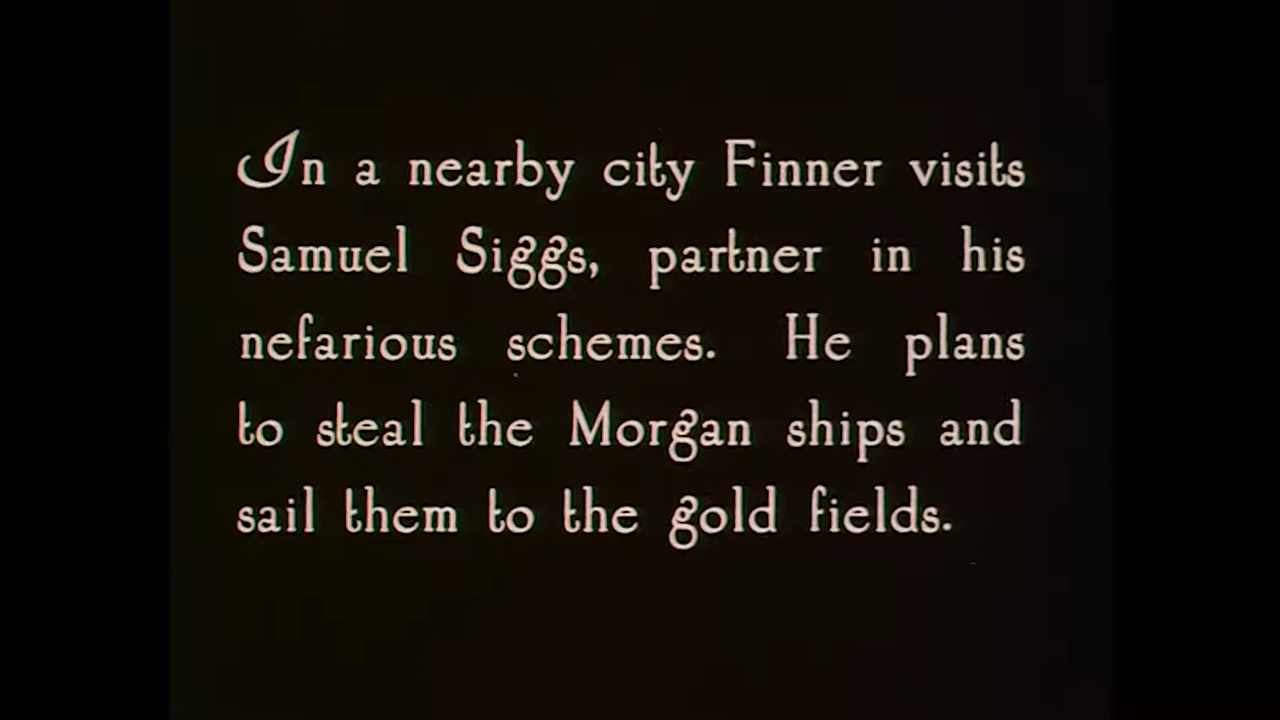 In a nearby city Finner visits
Samuel Siggs, partner in his
nefarious schemes. He plans
to steal the Morgan ships and
sail them to the gold fields.